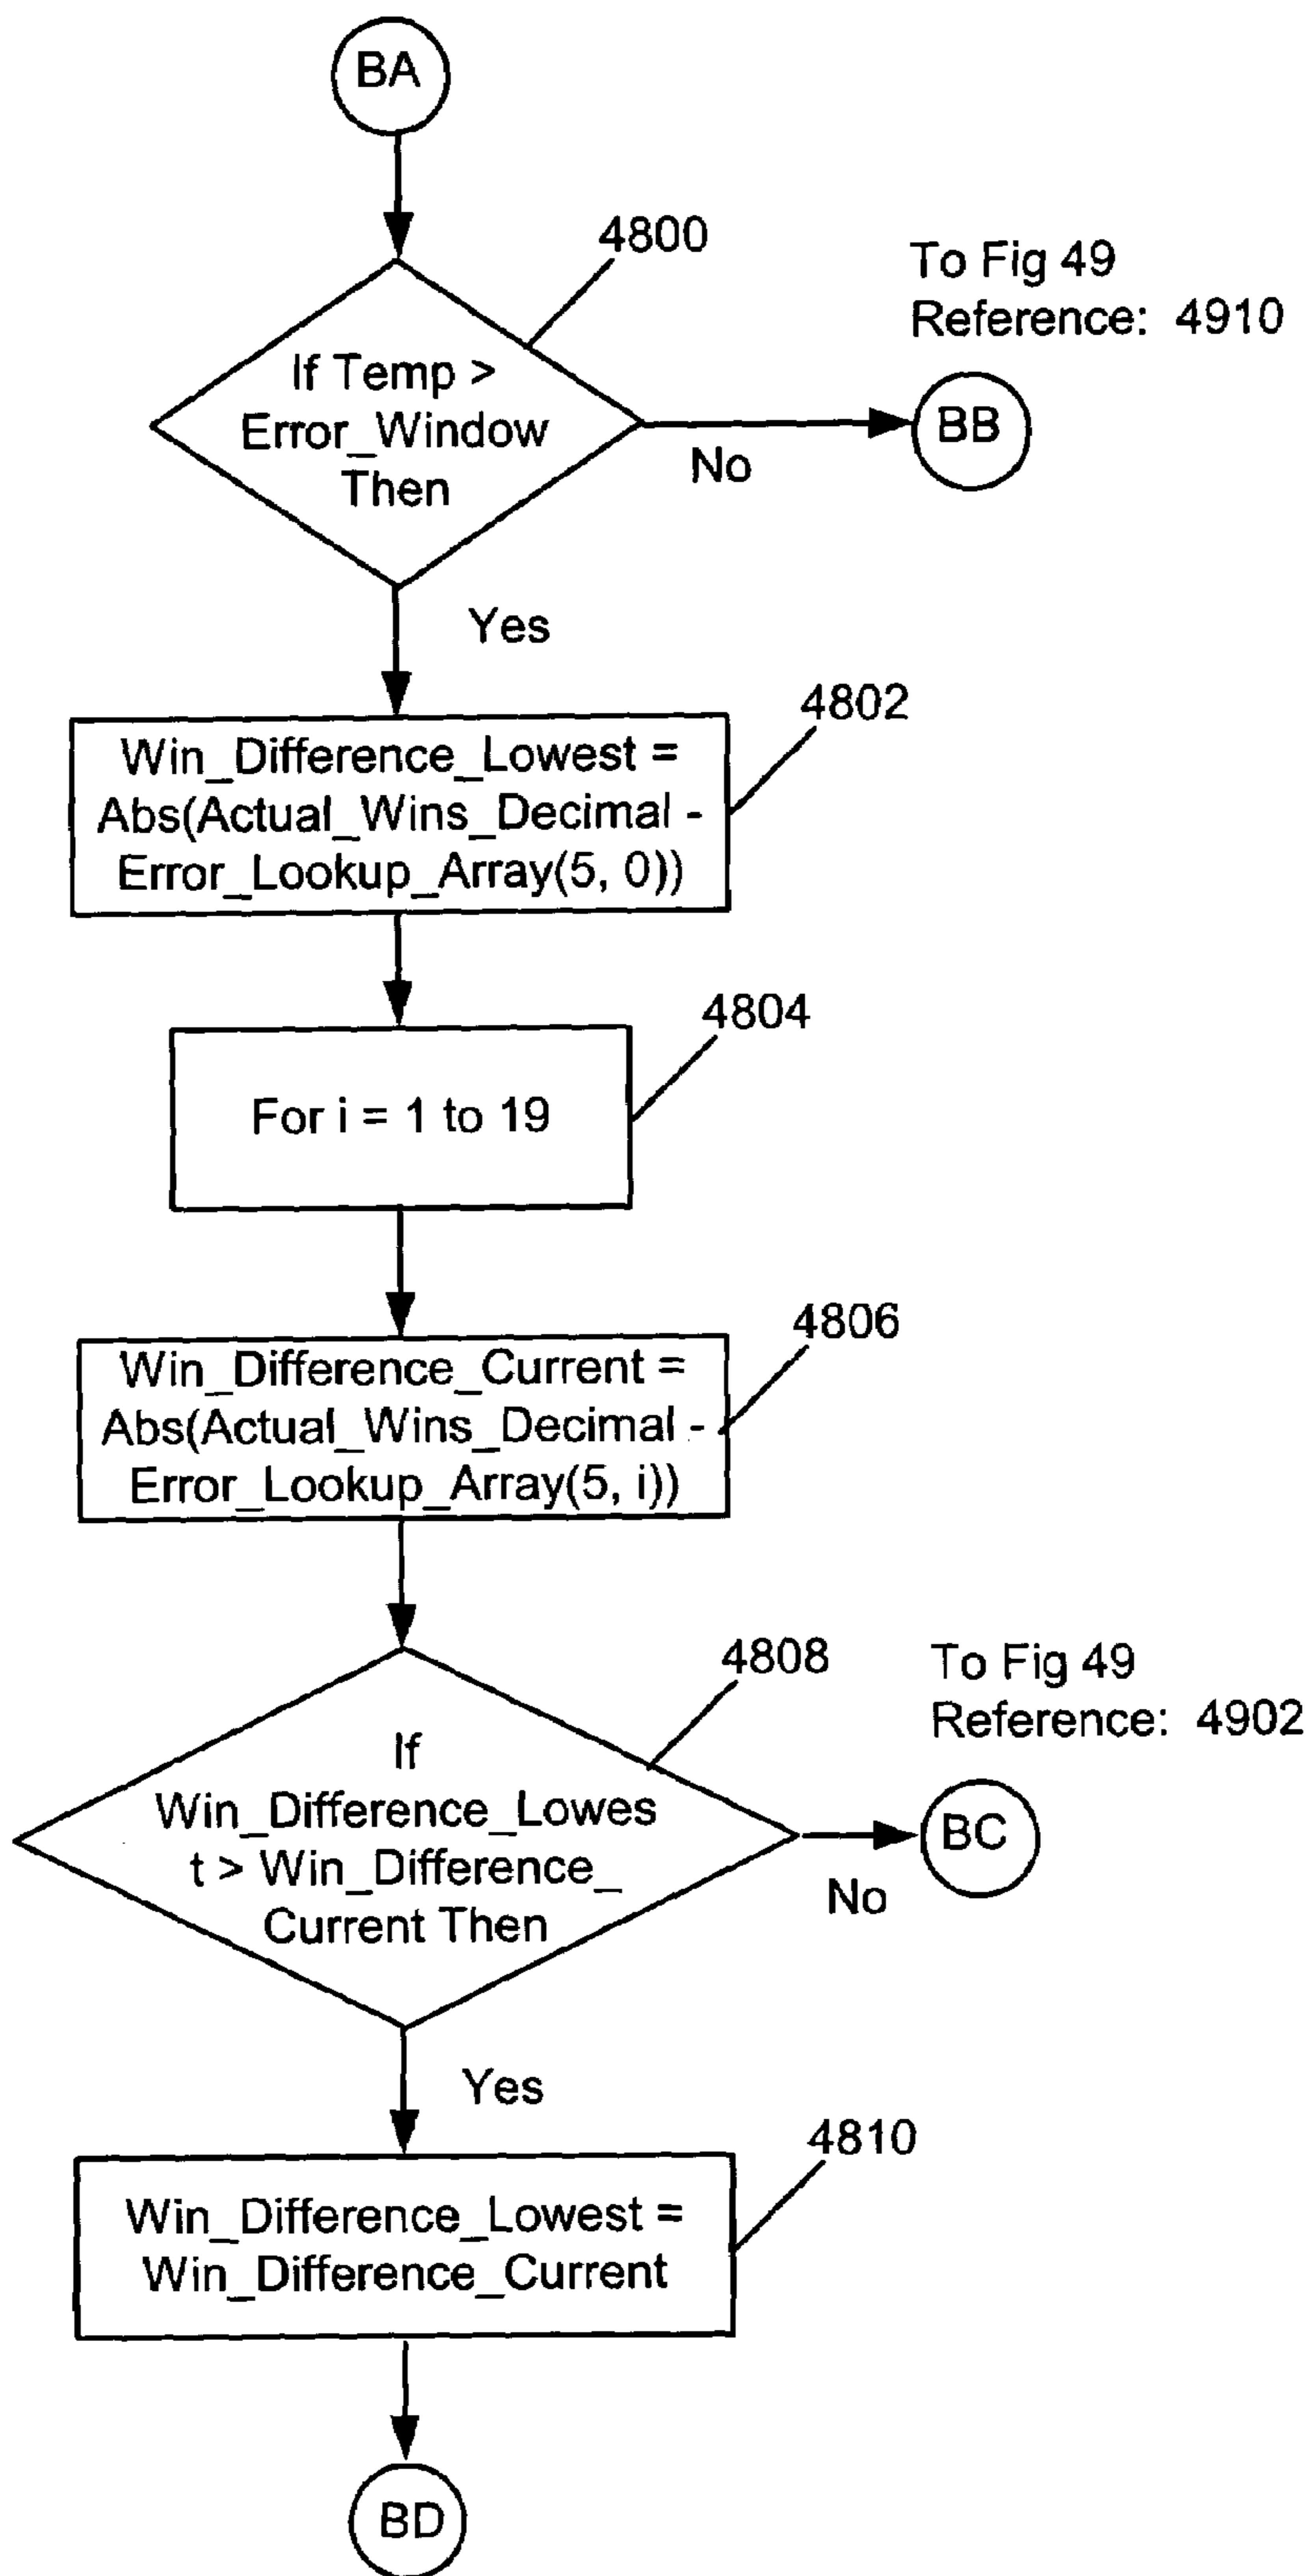 BA
4800
To Fig 49
Reference: 4910
If Temp >
Error_Window
Then
BB
No
Yes
4802
Win_Difference_Lowest =
Abs(Actual_Wins_Decimal -
Error_Lookup_Array(5, 0))
4804
For i = 1 to 19
4806
Win_Difference_Current =
Abs(Actual_Wins_Decimal -
Error_Lookup_Array(5, i))
4808
To Fig 49
Reference: 4902
If
Win_Difference_Lowes
t > Win_Difference_
Current Then
BC
No
Yes
4810
Win_Difference_Lowest =
Win_Difference_Current
BD